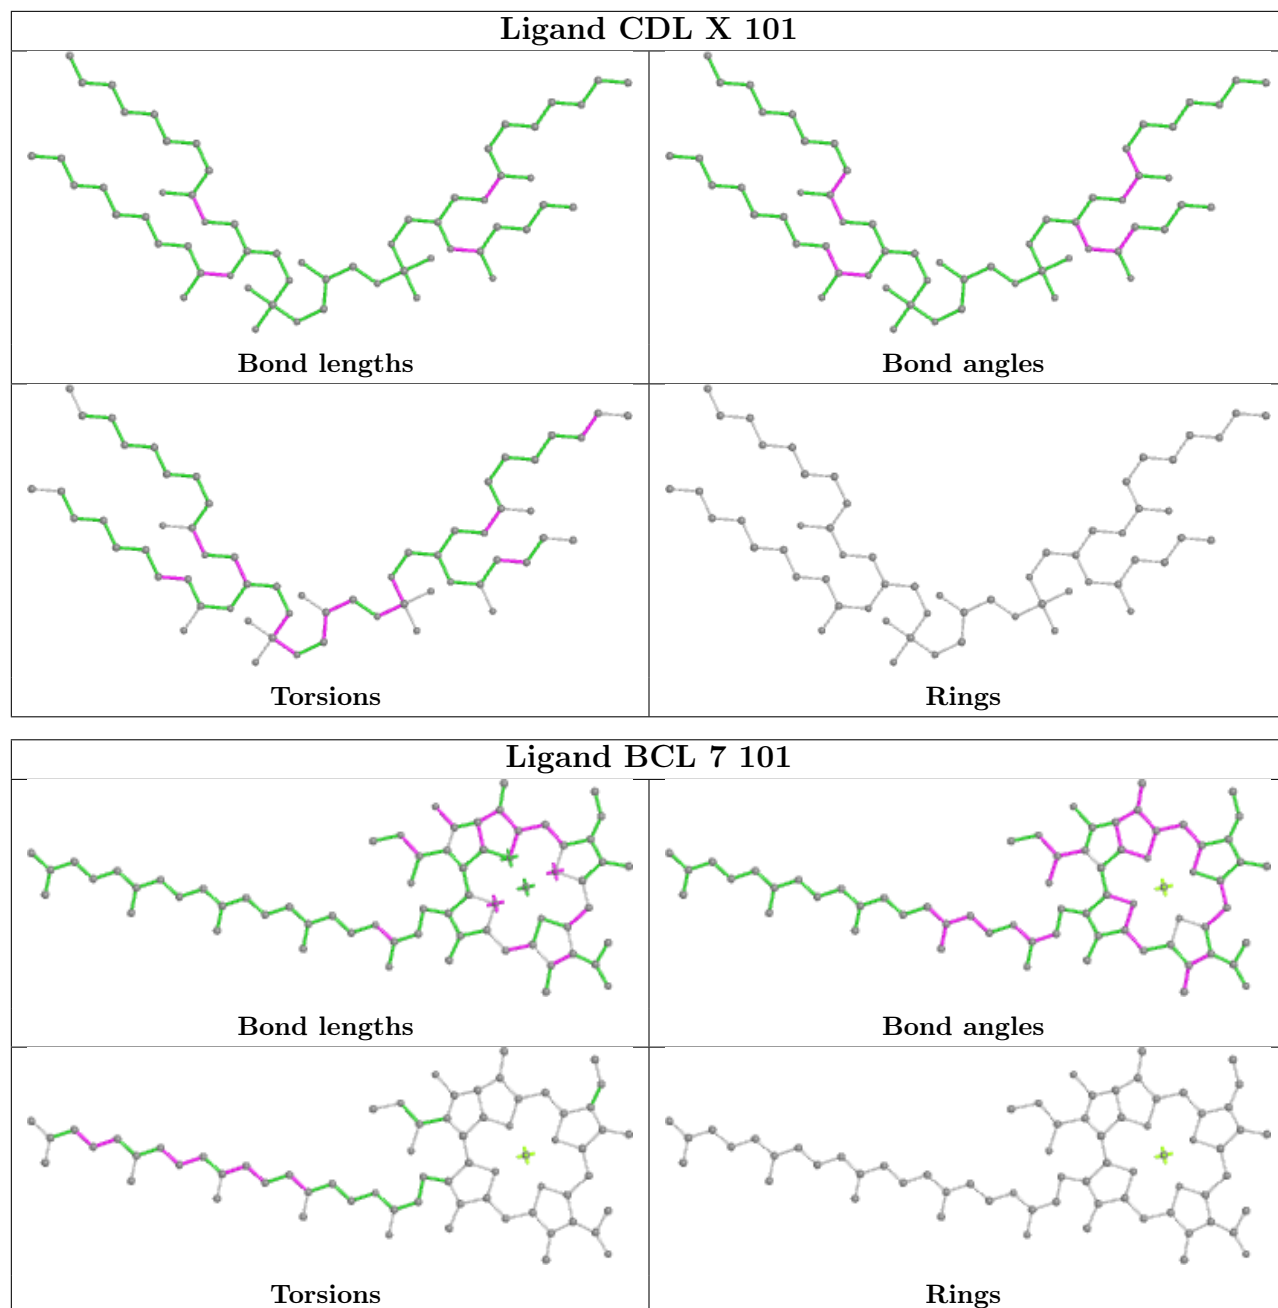 Ligand CDL X 101
Bond lengths
Bond angles
Torsions
Rings
Ligand BCL 7 101
Bond lengths
Bond angles
Torsions
Rings